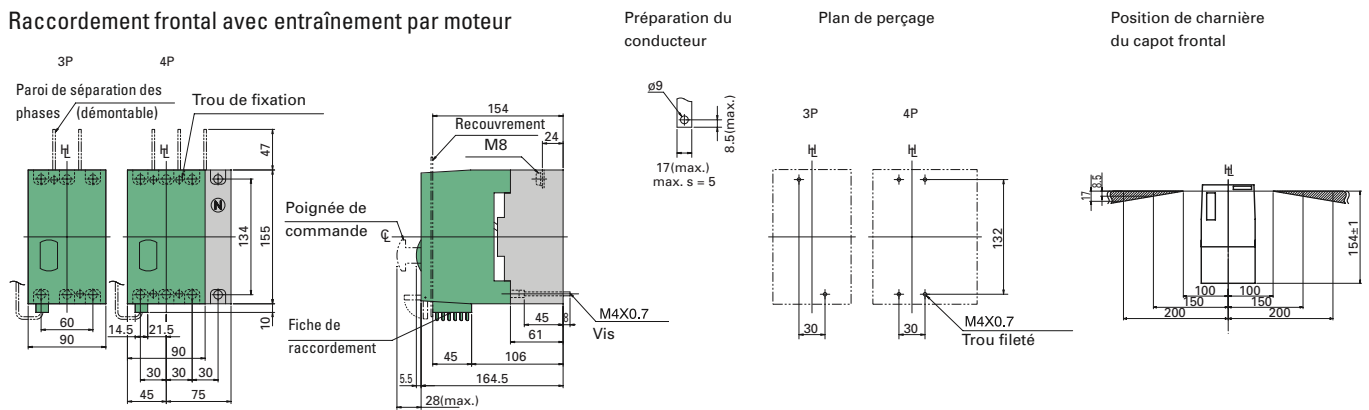 Raccordement frontal avec entraînement par moteur
Préparation du
conducteur
Plan de perçage
Position de charnière
du capot frontal
3P
4P
Paroi de séparation des
phases
(démontable)
Trou de fixation
47
134
155
10
N
60
90
14.5
21.5
90
30
30
30
45
75
154
Recouvrement
24
M8
Poignée de
commande
Fiche de
raccordement
M4X0.7
Vis
45
8
61
45
106
5.5
164.5
28(max.)
ø9
8.5(max.)
17(max.)
max. s = 5
3P
4P
132
30
30
M4X0.7
Trou fileté
17
8.5
154±1
100
100
150
150
200
200